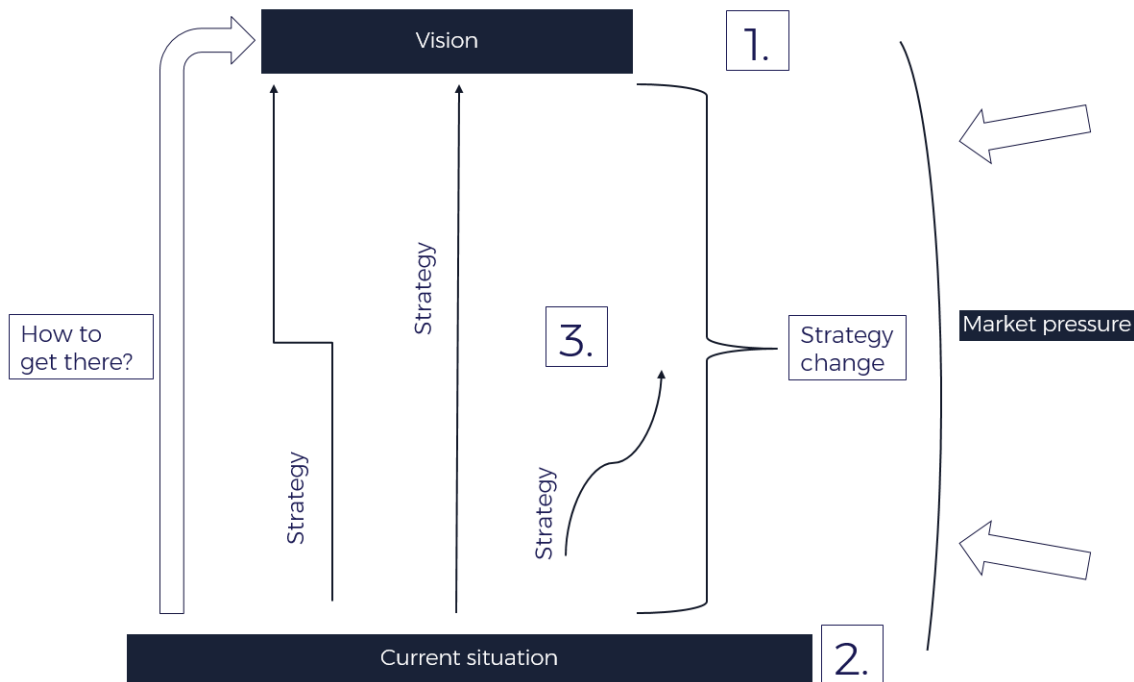 Vision
1.
Strategy
How to
get there?
3.
Strategy
change
Market pressure
Strategy
Strategy
Current situation
2.